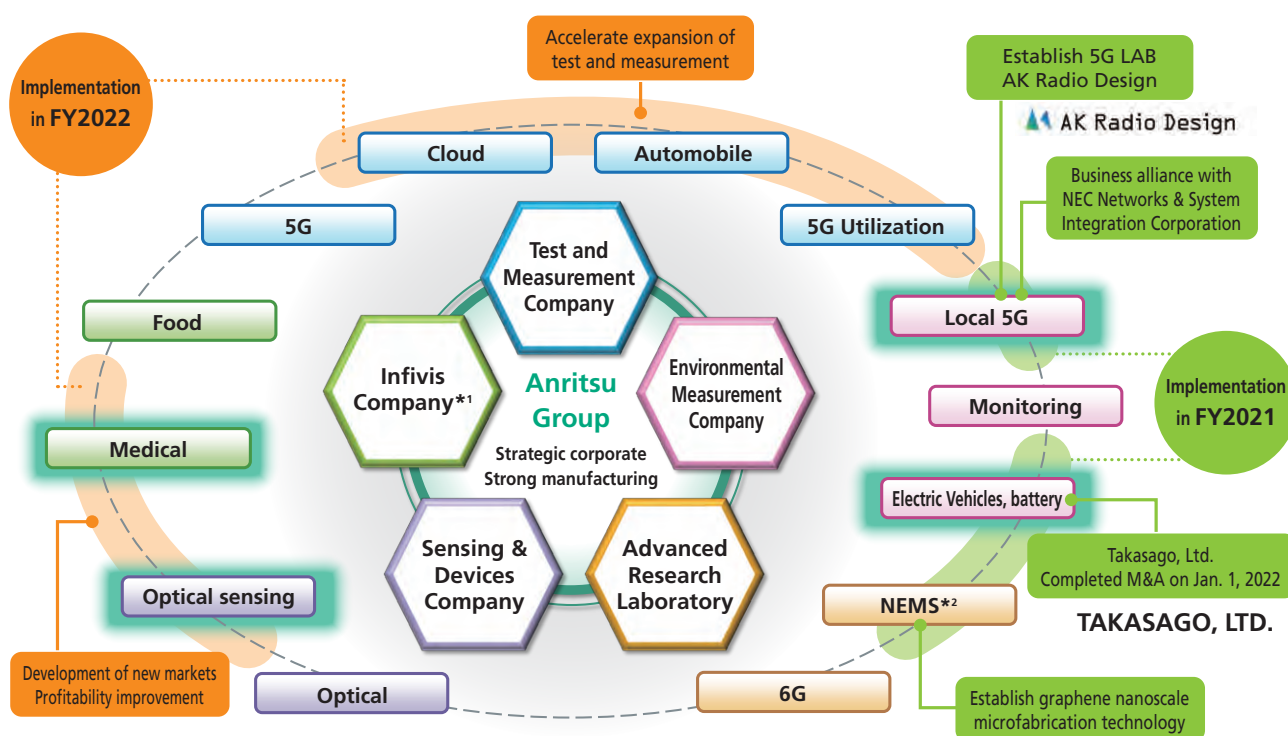 Implementation
in FY2022
Accelerate expansion of
test and measurement
Establish 5G LAB
AK Radio Design
AK Radio Design
Business alliance with
NEC Networks & System
Integration Corporation
Cloud
Automobile
5G
5G Utilization
Test and
Measurement
Company
Food
Local 5G
Infivis
Company*1
Anritsu
Group
Strategic corporate
Strong manufacturing
Environmental
Measurement
Company
Implementation
in FY2021
Monitoring
Medical
Electric Vehicles, battery
Sensing &
Devices
Company
Advanced
Research
Laboratory
Takasago, Ltd.
Completed M&A on Jan. 1, 2022
TAKASAGO, LTD.
Optical sensing
NEMS*2
Development of new markets
Profitability improvement
Optical
6G
Establish graphene nanoscale
microfabrication technology